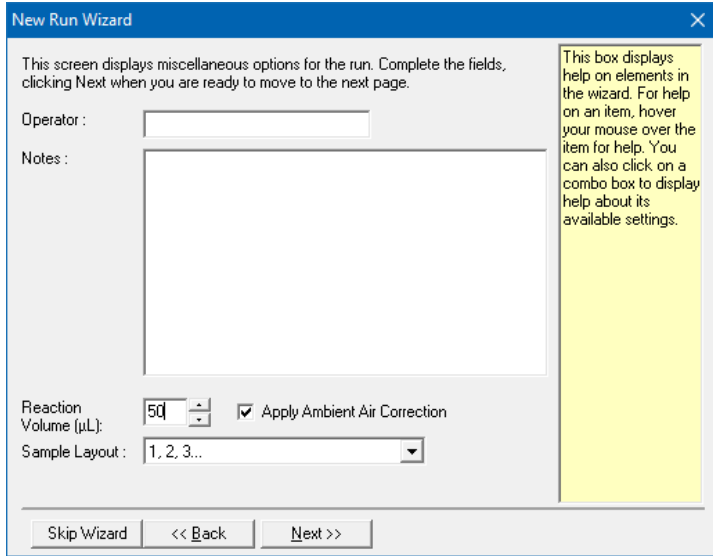 New Run Wizard
This screen displays miscellaneous options for the run. Complete the fields,
clicking Next when you are ready to move to the next page.
Operator :
Notes :
Reaction
Volume (µL):
50
Apply Ambient Air Correction
Sample Layout :
1, 2, 3...
Skip Wizard
<< Back
Next >>
This box displays
help on elements in
the wizard. For help
on an item, hover
your mouse over the
item for help. You
can also click on a
combo box to display
help about its
available settings.